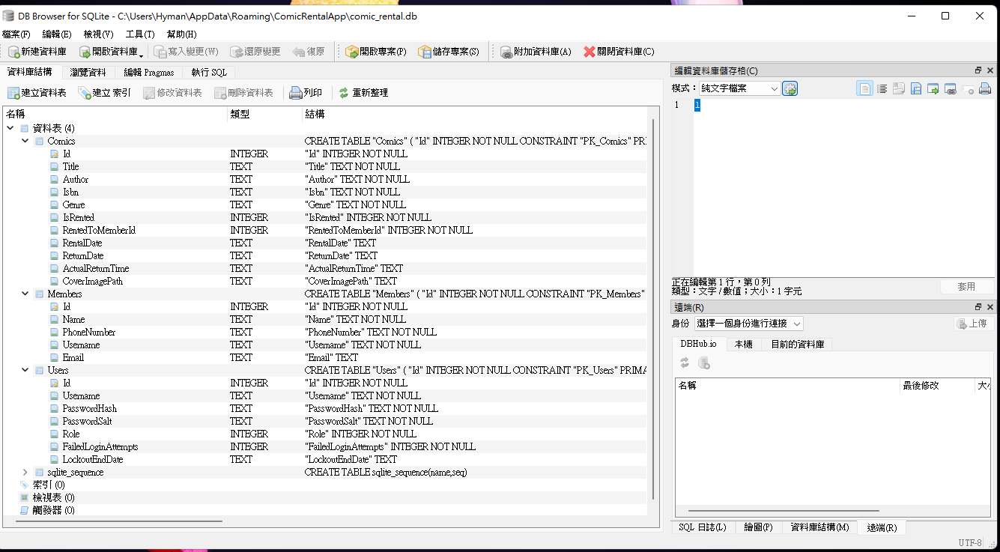 DB Browser for SQLite - C:\Users\Hyman\AppData\Roaming\ComicRentalApp\comic_rental.db
檔案(F) 編輯(E) 檢視(V) 工具(T) 幫助(H)
新建資料庫 開啟資料庫 寫入變更(W) 還原變更 復原 開啟專案(P) 儲存專案(S) 附加資料庫(A) 關閉資料庫(C)
資料庫結構 瀏覽資料 編輯 Pragmas 執行 SQL
建立資料表 建立 索引 修改資料表 刪除資料表 列印 重新整理
名稱 類型 結構
資料表 (4)
Comics CREATE TABLE "Comics" ( "Id" INTEGER NOT NULL CONSTRAINT "PK_Comics" PRI
Id INTEGER "Id" INTEGER NOT NULL
Title TEXT "Title" TEXT NOT NULL
Author TEXT "Author" TEXT NOT NULL
Isbn TEXT "Isbn" TEXT NOT NULL
Genre TEXT "Genre" TEXT NOT NULL
IsRented INTEGER "IsRented" INTEGER NOT NULL
RentedToMemberId INTEGER "RentedToMemberId" INTEGER NOT NULL
RentalDate TEXT "RentalDate" TEXT
ReturnDate TEXT "ReturnDate" TEXT
ActualReturnTime TEXT "ActualReturnTime" TEXT
CoverImagePath TEXT "CoverImagePath" TEXT
Members CREATE TABLE "Members" ( "Id" INTEGER NOT NULL CONSTRAINT "PK_Members"
Id INTEGER "Id" INTEGER NOT NULL
Name TEXT "Name" TEXT NOT NULL
PhoneNumber TEXT "PhoneNumber" TEXT NOT NULL
Username TEXT "Username" TEXT NOT NULL
Email TEXT "Email" TEXT
Users CREATE TABLE "Users" ( "Id" INTEGER NOT NULL CONSTRAINT "PK_Users" PRIMA
Id INTEGER "Id" INTEGER NOT NULL
Username TEXT "Username" TEXT NOT NULL
PasswordHash TEXT "PasswordHash" TEXT NOT NULL
PasswordSalt TEXT "PasswordSalt" TEXT NOT NULL
Role INTEGER "Role" INTEGER NOT NULL
FailedLoginAttempts INTEGER "FailedLoginAttempts" INTEGER NOT NULL
LockoutEndDate TEXT "LockoutEndDate" TEXT
sqlite_sequence CREATE TABLE sqlite_sequence(name,seq)
索引 (0)
檢視表 (0)
觸發器 (0)
編輯資料庫儲存格(C)
模式： 純文字檔案
1 1
正在編輯第 1 行，第 0 列
類型：文字 / 數值；大小：1 字元
套用
遠端(R)
身份 選擇一個身份進行連接 上傳
DBHub.io 本機 目前的資料庫
名稱 最後修改 大小
SQL 日誌(L) 繪圖(P) 資料庫結構(M) 遠端(R)
UTF-8